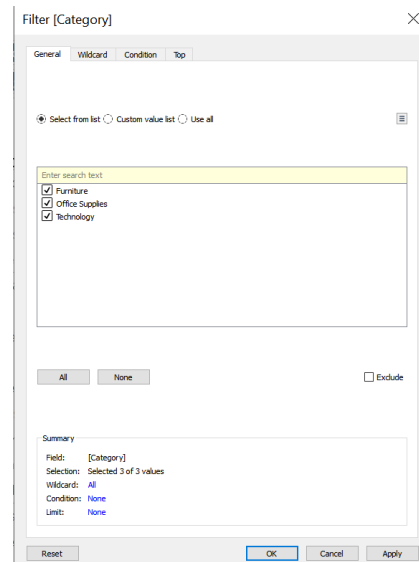 Filter [Category]
General Wildcard Condition Top
Select from list Custom value list Use all
Enter search text
Furniture
Office Supplies
Technology
All None Exclude
Summary
Field: [Category]
Selection: Selected 3 of 3 values
Wildcard: All
Condition: None
Limit: None
Reset OK Cancel Apply